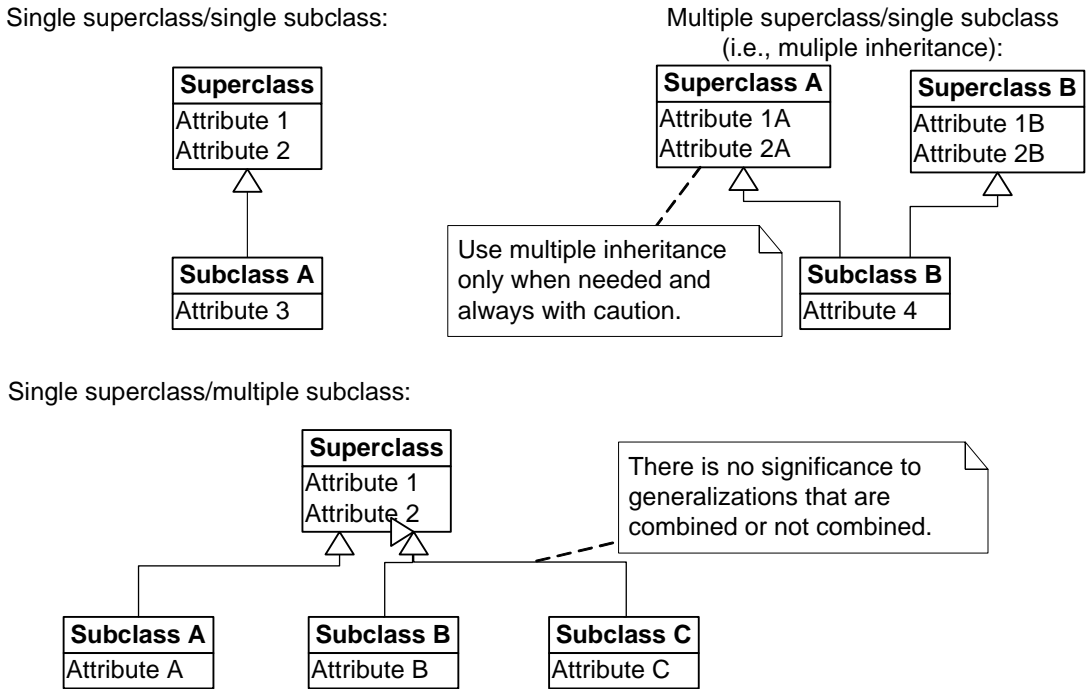 Single superclass/single subclass:
Superclass
Attribute 1
Attribute 2
Subclass A
Attribute 3
Multiple superclass/single subclass
(i.e., muliple inheritance):
Superclass A
Attribute 1A
Attribute 2A
Superclass B
Attribute 1B
Attribute 2B
Use multiple inheritance
only when needed and
always with caution.
Subclass B
Attribute 4
Single superclass/multiple subclass:
Superclass
Attribute 1
Attribute 2
There is no significance to
generalizations that are
combined or not combined.
Subclass A
Attribute A
Subclass B
Attribute B
Subclass C
Attribute C